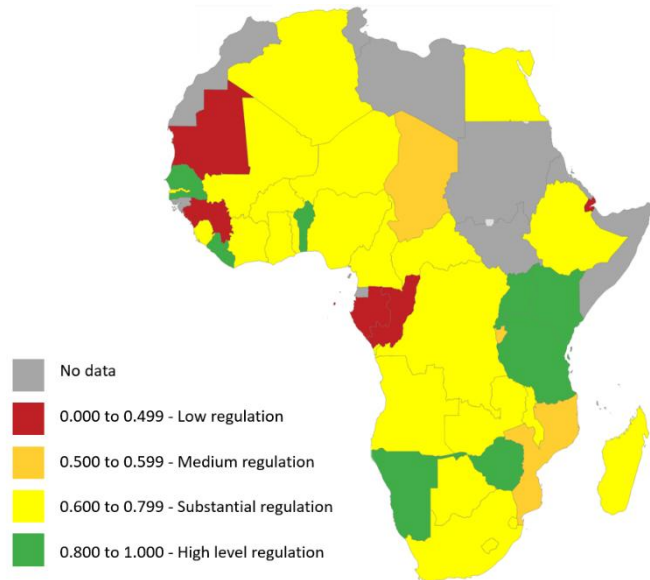 No data
0.000 to 0.499 - Low regulation
0.500 to 0.599 - Medium regulation
0.600 to 0.799 - Substantial regulation
0.800 to 1.000 - High level regulation